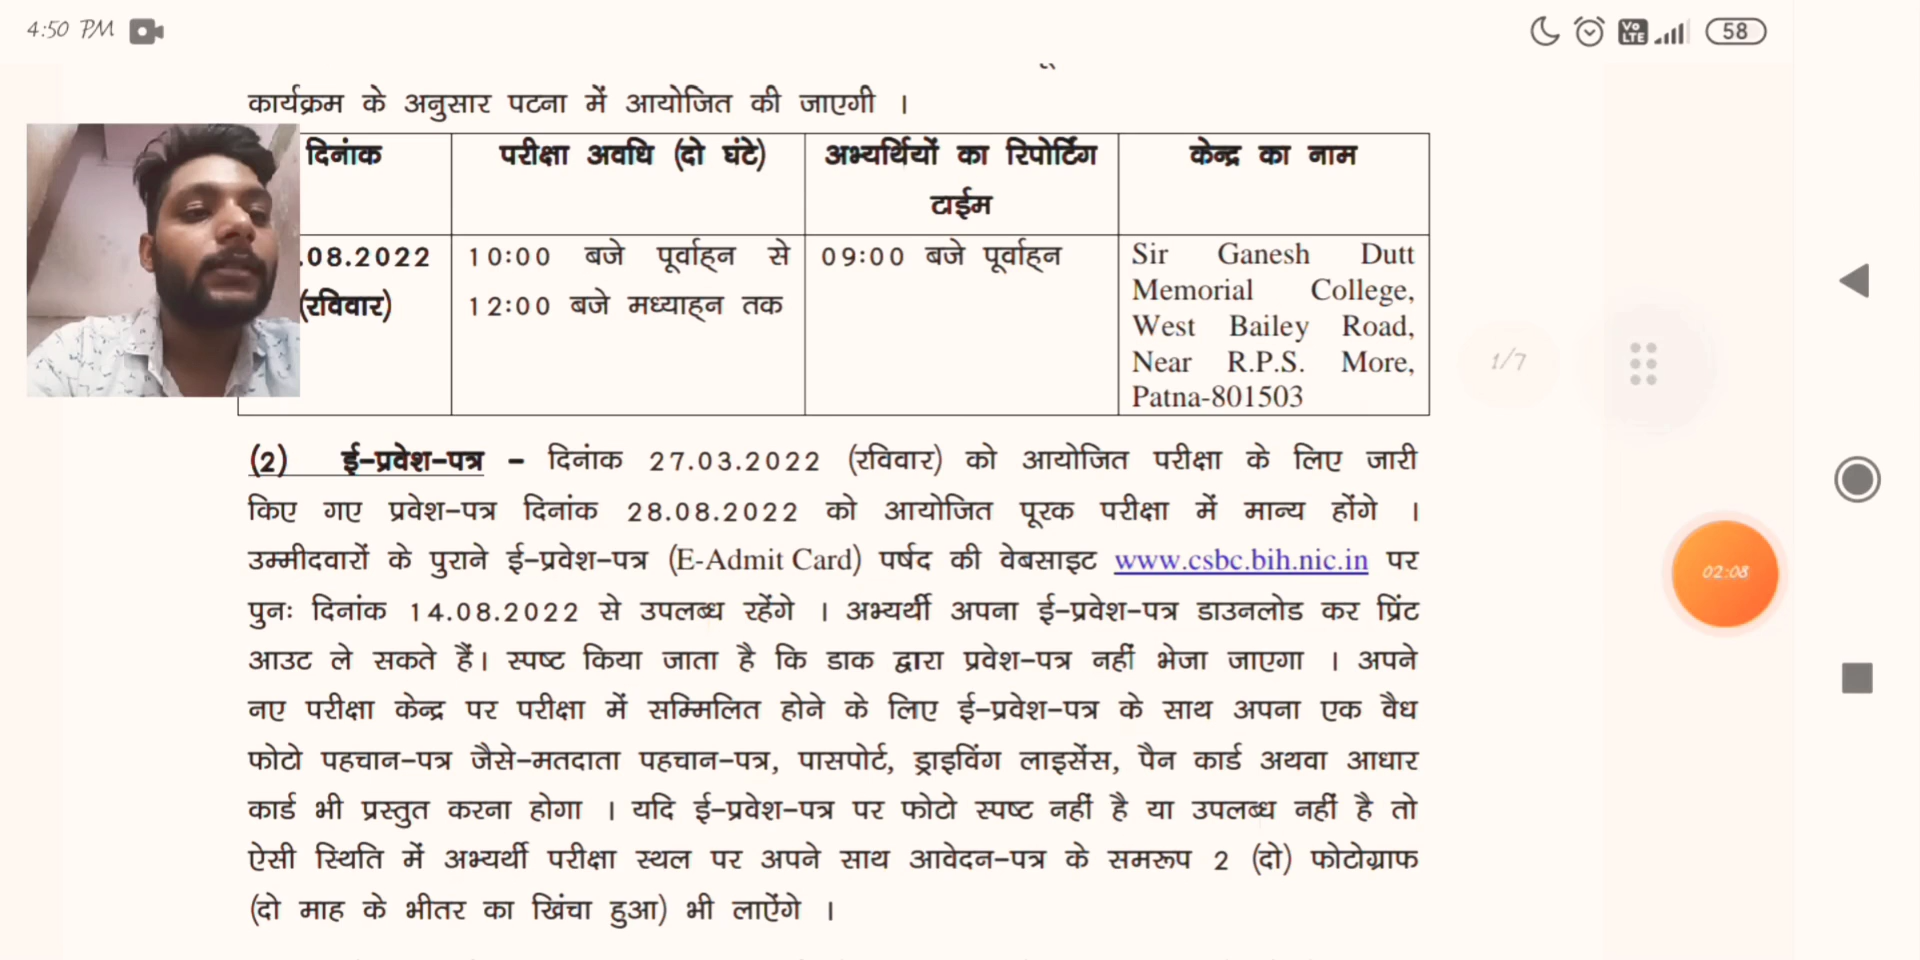 4:50 PM
Vo LTE
58
कार्यक्रम के अनुसार पटना में आयोजित की जाएगी ।
दिनांक
परीक्षा अवधि (दो घंटे)
अभ्यर्थियों का रिपोर्टिंग
टाईम
केन्द्र का नाम
.08.2022
(रविवार)
10:00 बजे पूर्वाह्न से
12:00 बजे मध्याह्न तक
09:00 बजे पूर्वाह्न
Sir Ganesh Dutt
Memorial College,
West Bailey Road,
Near R.P.S. More,
Patna-801503
1/7
(2) ई-प्रवेश-पत्र - दिनांक 27.03.2022 (रविवार) को आयोजित परीक्षा के लिए जारी
किए गए प्रवेश-पत्र दिनांक 28.08.2022 को आयोजित पूरक परीक्षा में मान्य होंगे ।
उम्मीदवारों के पुराने ई-प्रवेश-पत्र (E-Admit Card) पर्षद की वेबसाइट www.csbc.bih.nic.in पर
पुनः दिनांक 14.08.2022 से उपलब्ध रहेंगे । अभ्यर्थी अपना ई-प्रवेश-पत्र डाउनलोड कर प्रिंट
आउट ले सकते हैं। स्पष्ट किया जाता है कि डाक द्वारा प्रवेश-पत्र नहीं भेजा जाएगा । अपने
नए परीक्षा केन्द्र पर परीक्षा में सम्मिलित होने के लिए ई-प्रवेश-पत्र के साथ अपना एक वैध
फोटो पहचान-पत्र जैसे-मतदाता पहचान-पत्र, पासपोर्ट, ड्राइविंग लाइसेंस, पैन कार्ड अथवा आधार
कार्ड भी प्रस्तुत करना होगा । यदि ई-प्रवेश-पत्र पर फोटो स्पष्ट नहीं है या उपलब्ध नहीं है तो
ऐसी स्थिति में अभ्यर्थी परीक्षा स्थल पर अपने साथ आवेदन-पत्र के समरूप 2 (दो) फोटोग्राफ
(दो माह के भीतर का खिंचा हुआ) भी लाऐंगे ।
02:08